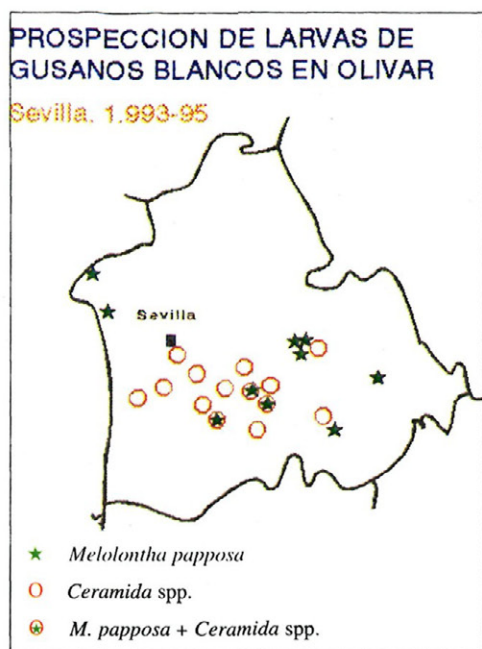 PROSPECCION DE LARVAS DE
GUSANOS BLANCOS EN OLIVAR
Sevilla. 1.993-95
Sevilla
Melolontha papposa
Ceramida spp.
M. papposa + Ceramida spp.